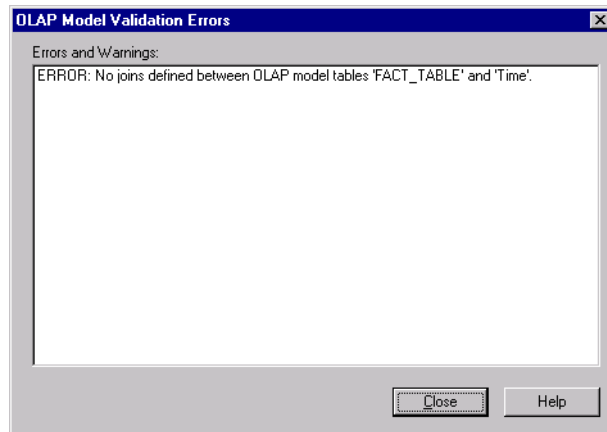 OLAP Model Validation Errors
Errors and Warnings:
ERROR: No joins defined between OLAP model tables 'FACT_TABLE' and 'Time'.
Close
Help